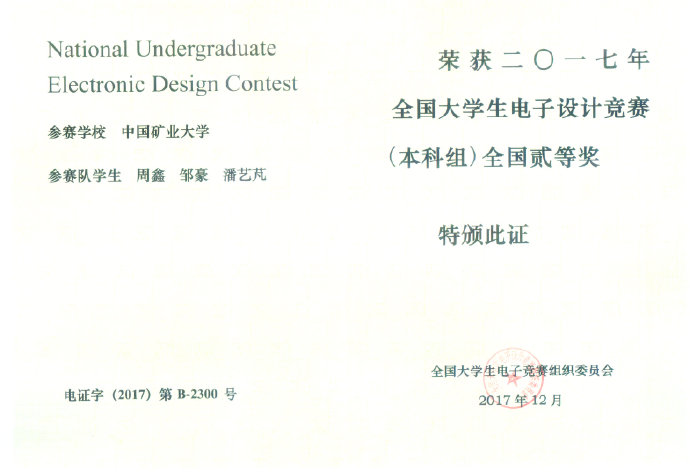 National Undergraduate
Electronic Design Contest
参赛学校 中国矿业大学
参赛队学生 周鑫 邹豪 潘艺芃
电证字 (2017) 第 B-2300 号
荣获二〇一七年
全国大学生电子设计竞赛
(本科组)全国贰等奖
特颁此证
全国大学生电子竞赛组织委员会
2017 年 12 月